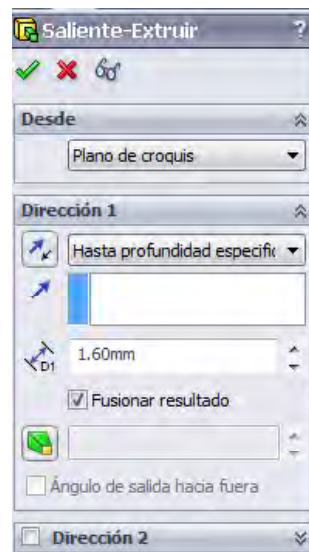 Saliente-Extruir ?
Desde
Plano de croquis
Dirección 1
Hasta profundidad especific
D1 1.60mm
Fusionar resultado
Ángulo de salida hacia fuera
Dirección 2